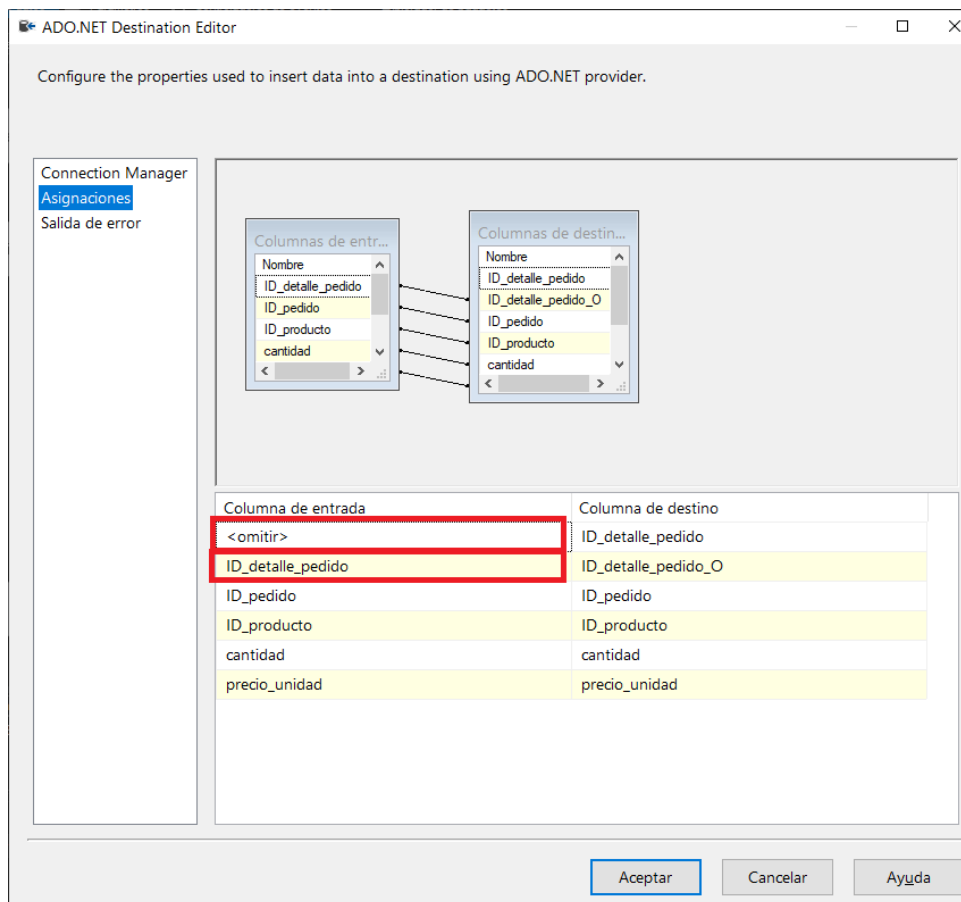 ADO.NET Destination Editor
Configure the properties used to insert data into a destination using ADO.NET provider.
Connection Manager
Asignaciones
Salida de error
Columnas de entr...
Nombre
ID_detalle_pedido
ID_pedido
ID_producto
cantidad
Columnas de destin...
Nombre
ID_detalle_pedido
ID_detalle_pedido_O
ID_pedido
ID_producto
cantidad
Columna de entrada Columna de destino
<omitir> ID_detalle_pedido
ID_detalle_pedido ID_detalle_pedido_O
ID_pedido ID_pedido
ID_producto ID_producto
cantidad cantidad
precio_unidad precio_unidad
Aceptar Cancelar Ayuda